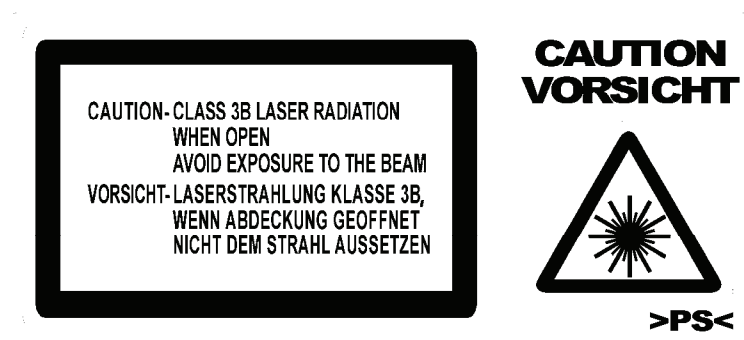 CAUTION- CLASS 3B LASER RADIATION
WHEN OPEN
AVOID EXPOSURE TO THE BEAM
VORSICHT- LASERSTRAHLUNG KLASSE 3B,
WENN ABDECKUNG GEOFFNET
NICHT DEM STRAHL AUSSETZEN
CAUTION
VORSICHT
>PS<